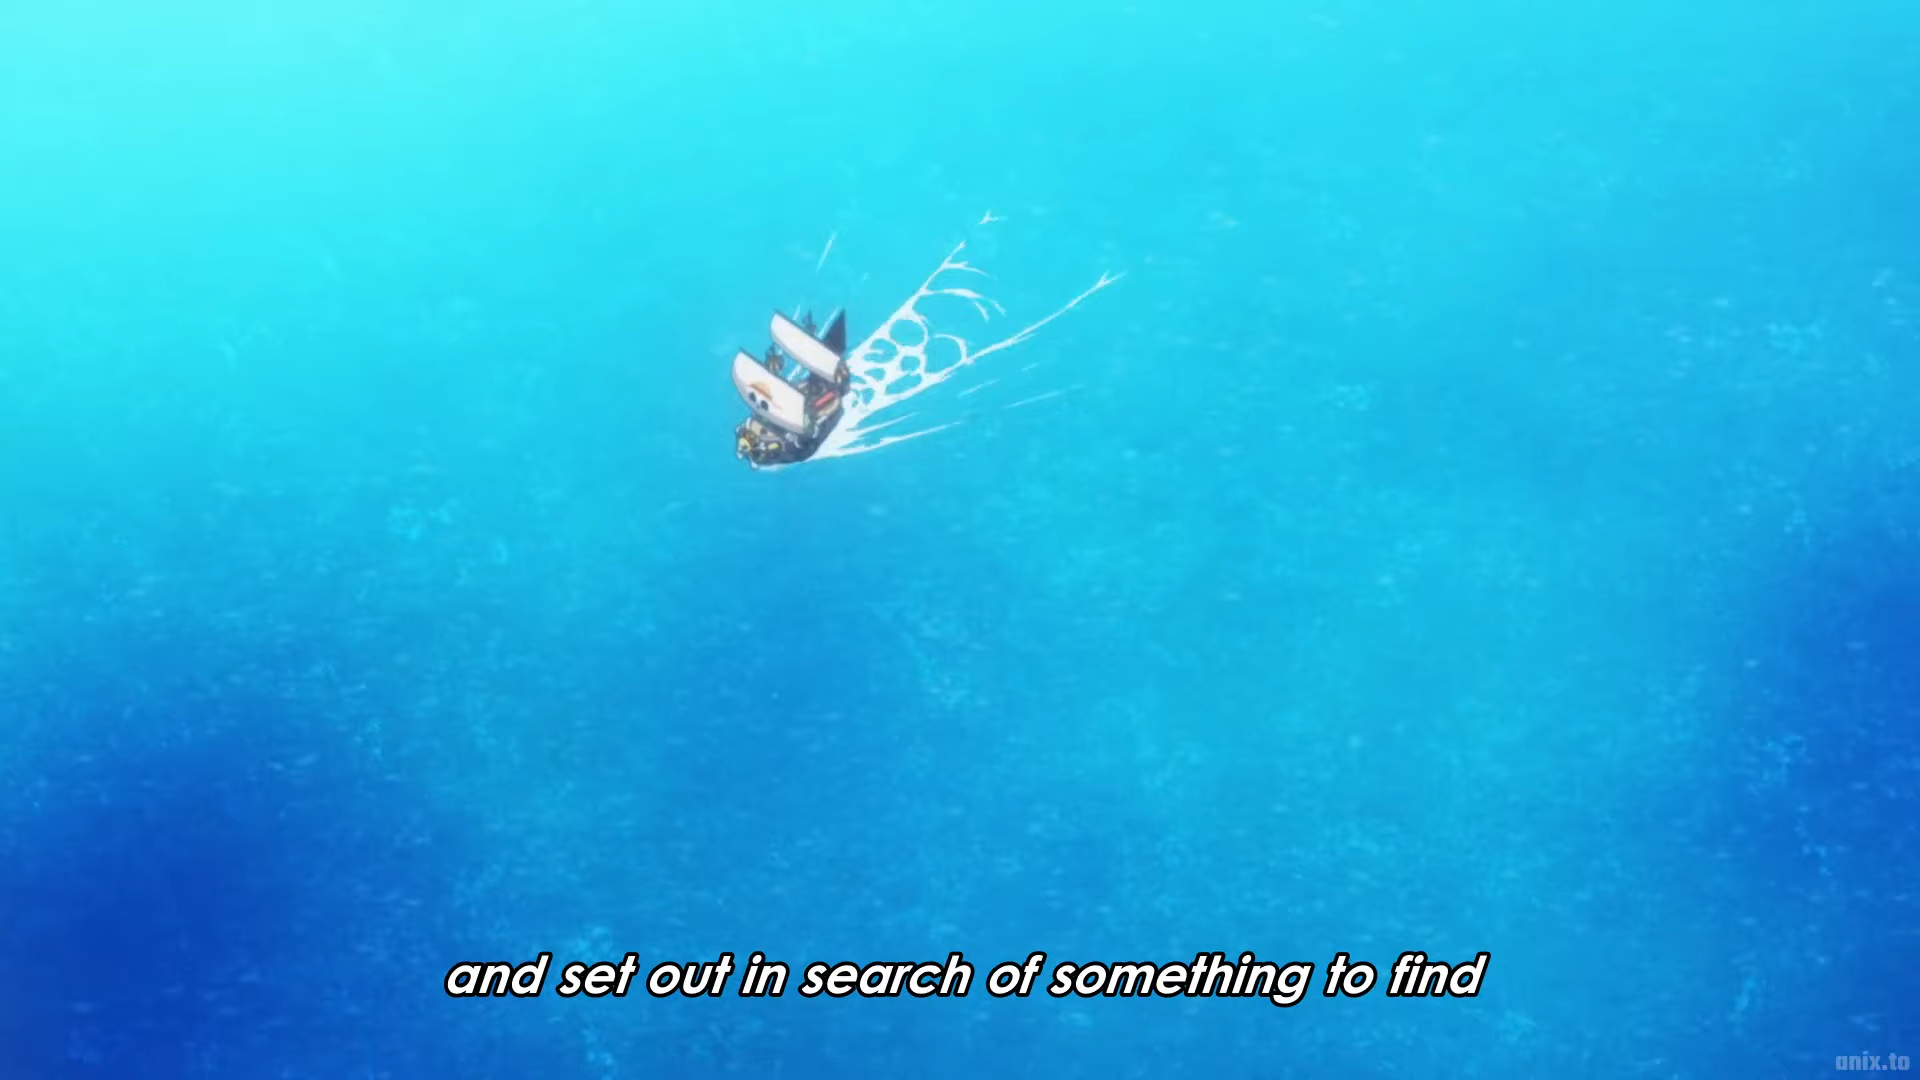 and set out in search of something to find
anix.to